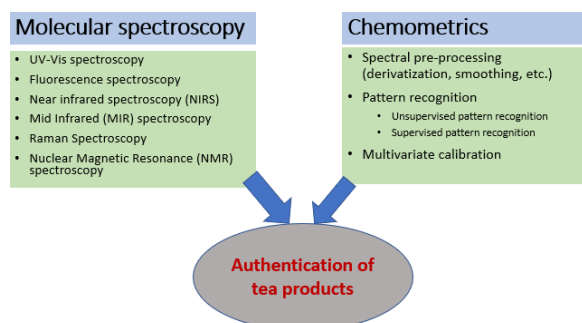 Molecular spectroscopy
• UV-Vis spectroscopy
• Fluorescence spectroscopy
• Near infrared spectroscopy (NIRS)
• Mid Infrared (MIR) spectroscopy
• Raman Spectroscopy
• Nuclear Magnetic Resonance (NMR)
spectroscopy
Chemometrics
• Spectral pre-processing
(derivatization, smoothing, etc.)
• Pattern recognition
• Unsupervised pattern recognition
• Supervised pattern recognition
• Multivariate calibration
Authentication of
tea products